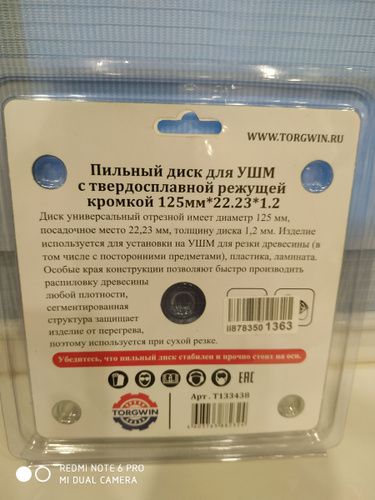 WWW.TORGWIN.RU
Пильный диск для УШМ
с твердосплавной режущей
кромкой 125мм*22.23*1.2
Диск универсальный отрезной имеет диаметр 125 мм,
посадочное место 22,23 мм, толщину диска 1,2 мм. Изделие
используется для установки на УШМ для резки древесины (в
том числе с посторонними предметами), пластика, ламината.
Особые края конструкции позволяют быстро производить
распиловку древесины
любой плотности,
сегментированная
структура защищает
изделие от перегрева,
поэтому используется при сухой резке.
ii878350 1363
Убедитесь, что пильный диск стабилен и прочно стоит на оси.
EAC
TORGWIN
Арт. T133438
REDMI NOTE 6 PRO
MI DUAL CAMERA